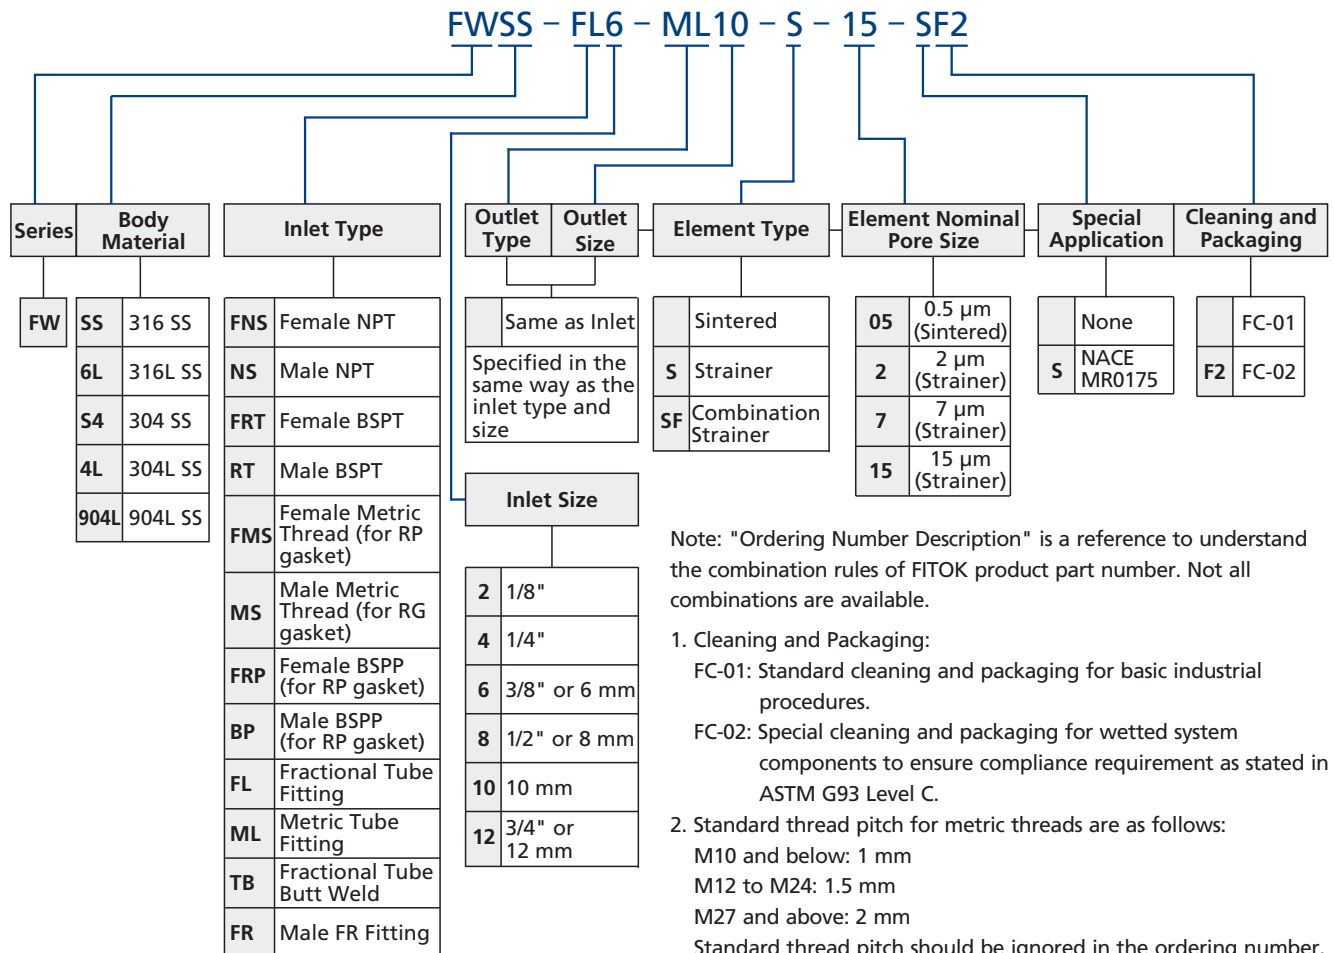 FWSS – FL6 – ML10 – S – 15 – SF2
Series
Body
Material
Inlet Type
Outlet
Type
Outlet
Size
Element Type
Element Nominal
Pore Size
Special
Application
Cleaning and
Packaging
FW
SS 316 SS
6L 316L SS
S4 304 SS
4L 304L SS
904L 904L SS
FNS Female NPT
NS Male NPT
FRT Female BSPT
RT Male BSPT
FMS Female Metric
Thread (for RP
gasket)
MS Male Metric
Thread (for RG
gasket)
FRP Female BSPP
(for RP gasket)
BP Male BSPP
(for RP gasket)
FL Fractional Tube
Fitting
ML Metric Tube
Fitting
TB Fractional Tube
Butt Weld
FR Male FR Fitting
Same as Inlet
Specified in the
same way as the
inlet type and
size
Inlet Size
2 1/8"
4 1/4"
6 3/8" or 6 mm
8 1/2" or 8 mm
10 10 mm
12 3/4" or
12 mm
Sintered
S Strainer
SF Combination
Strainer
05 0.5 µm
(Sintered)
2 2 µm
(Strainer)
7 7 µm
(Strainer)
15 15 µm
(Strainer)
None
S NACE
MR0175
FC-01
F2 FC-02
Note: "Ordering Number Description" is a reference to understand
the combination rules of FITOK product part number. Not all
combinations are available.
1. Cleaning and Packaging:
FC-01: Standard cleaning and packaging for basic industrial
procedures.
FC-02: Special cleaning and packaging for wetted system
components to ensure compliance requirement as stated in
ASTM G93 Level C.
2. Standard thread pitch for metric threads are as follows:
M10 and below: 1 mm
M12 to M24: 1.5 mm
M27 and above: 2 mm
Standard thread pitch should be ignored in the ordering number.